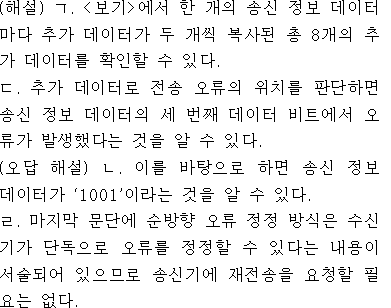 (해설) ㄱ. <보기>에서 한 개의 송신 정보 데이터
마다 추가 데이터가 두 개씩 복사된 총 8개의 추
가 데이터를 확인할 수 있다.
ㄷ. 추가 데이터로 전송 오류의 위치를 판단하면
송신 정보 데이터의 세 번째 데이터 비트에서 오
류가 발생했다는 것을 알 수 있다.
(오답 해설) ㄴ. 이를 바탕으로 하면 송신 정보
데이터가 ‘1001’이라는 것을 알 수 있다.
ㄹ. 마지막 문단에 순방향 오류 정정 방식은 수신
기가 단독으로 오류를 정정할 수 있다는 내용이
서술되어 있으므로 송신기에 재전송을 요청할 필
요는 없다.